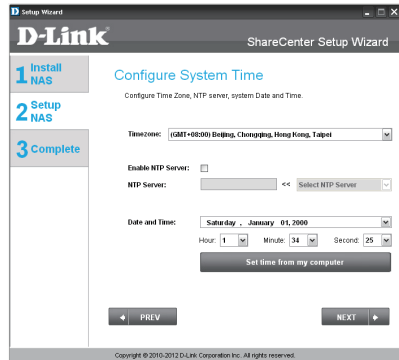 Setup Wizard
D-Link
ShareCenter Setup Wizard
1 Install NAS
2 Setup NAS
3 Complete
Configure System Time
Configure Time Zone, NTP server, system Date and Time.
Timezone: (GMT+08:00) Beijing, Chongqing, Hong Kong, Taipei
Enable NTP Server:
NTP Server: << Select NTP Server
Date and Time: Saturday , January 01, 2000
Hour: 1 Minute: 34 Second: 25
Set time from my computer
PREV NEXT
Copyright © 2010-2012 D-Link Corporation Inc. All rights reserved.